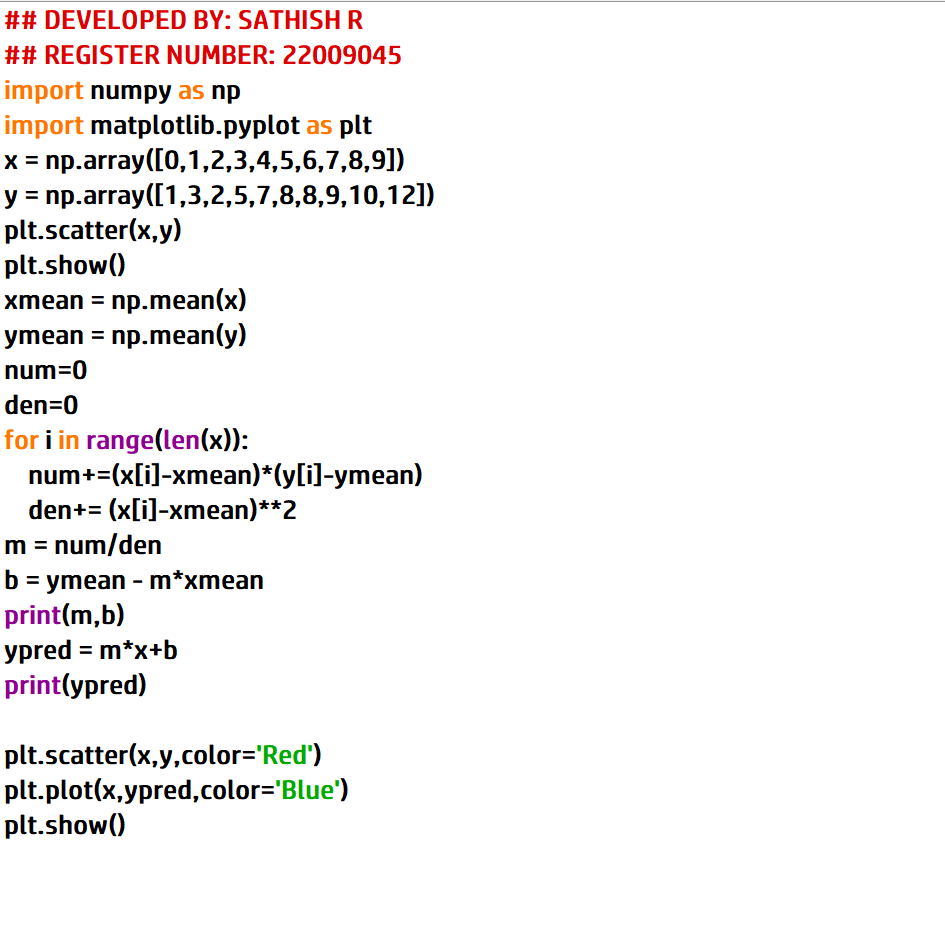 ## DEVELOPED BY: SATHISH R
## REGISTER NUMBER: 22009045
import numpy as np
import matplotlib.pyplot as plt
x = np.array([0,1,2,3,4,5,6,7,8,9])
y = np.array([1,3,2,5,7,8,8,9,10,12])
plt.scatter(x,y)
plt.show()
xmean = np.mean(x)
ymean = np.mean(y)
num=0
den=0
for i in range(len(x)):
    num+=(x[i]-xmean)*(y[i]-ymean)
    den+= (x[i]-xmean)**2
m = num/den
b = ymean - m*xmean
print(m,b)
ypred = m*x+b
print(ypred)

plt.scatter(x,y,color='Red')
plt.plot(x,ypred,color='Blue')
plt.show()